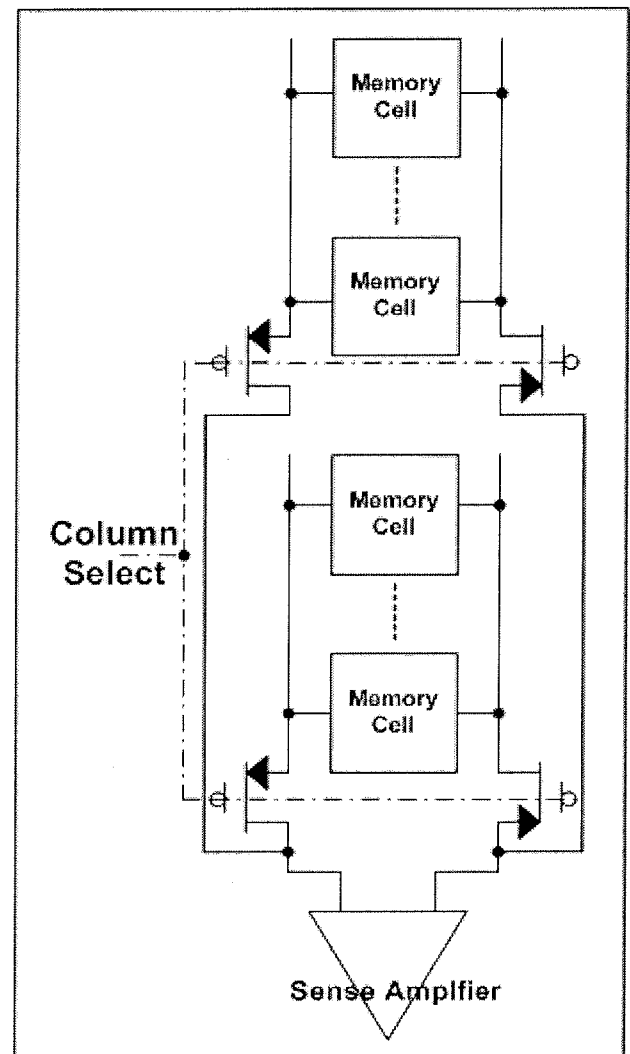 Memory
Cell
Memory
Cell
Memory
Cell
Column
Select
Memory
Cell
Sense Amplfier